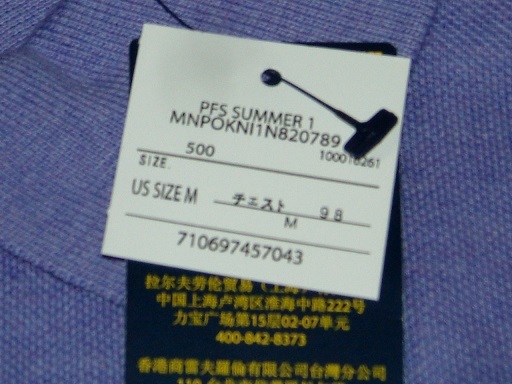 PFS SUMMER 1
MNPOKNI1N820789
500 100018261
SIZE.
US SIZE M チェスト 98
M
710697457043
拉尔夫劳伦贸易(上海)
中国上海卢湾区淮海中路222号
力宝广场第15层02-07单元
400-842-8373
香港商雷夫羅倫有限公司台灣分公司